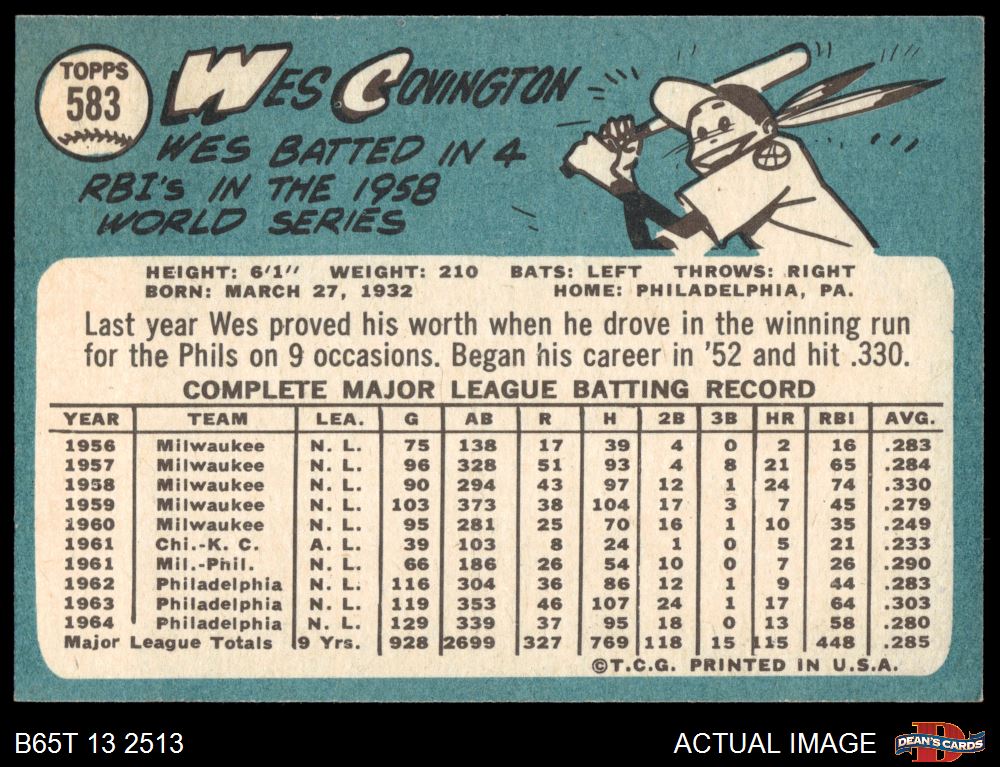 TOPPS
583
WES COVINGTON
WES BATTED IN 4
RBI'S IN THE 1958
WORLD SERIES
HEIGHT: 6'1" WEIGHT: 210 BATS: LEFT THROWS: RIGHT
BORN: MARCH 27, 1932 HOME: PHILADELPHIA, PA.
Last year Wes proved his worth when he drove in the winning run
for the Phils on 9 occasions. Began his career in '52 and hit .330.
COMPLETE MAJOR LEAGUE BATTING RECORD
YEAR TEAM LEA. G AB R H 2B 3B HR RBI AVG.
1956 Milwaukee N. L. 75 138 17 39 4 0 2 16 .283
1957 Milwaukee N. L. 96 328 51 93 4 8 21 65 .284
1958 Milwaukee N. L. 90 294 43 97 12 1 24 74 .330
1959 Milwaukee N. L. 103 373 38 104 17 3 7 45 .279
1960 Milwaukee N. L. 95 281 25 70 16 1 10 35 .249
1961 Chi.-K. C. A. L. 39 103 8 24 1 0 5 21 .233
1961 Mil.-Phil. N. L. 66 186 26 54 10 0 7 26 .290
1962 Philadelphia N. L. 116 304 36 86 12 1 9 44 .283
1963 Philadelphia N. L. 119 353 46 107 24 1 17 64 .303
1964 Philadelphia N. L. 129 339 37 95 18 0 13 58 .280
Major League Totals 9 Yrs. 928 2699 327 769 118 15 115 448 .285
©T.C.G. PRINTED IN U.S.A.
B65T 13 2513 ACTUAL IMAGE DEAN'S CARDS